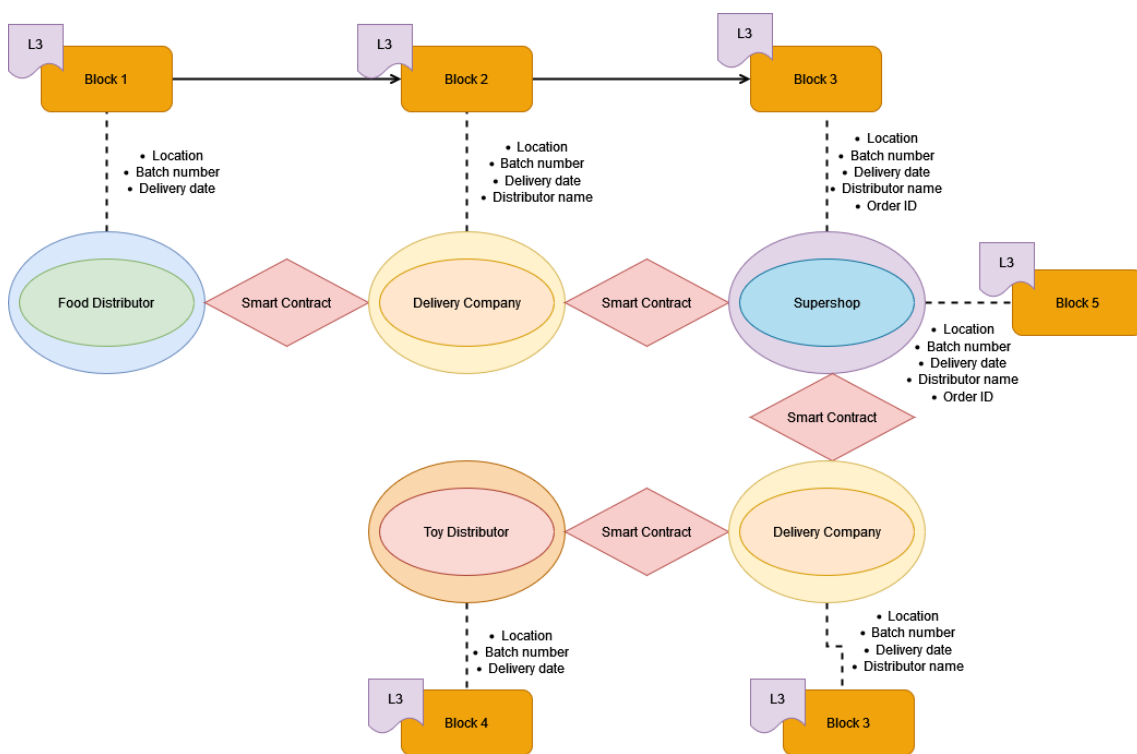 L3
Block 1
L3
Block 2
L3
Block 3
• Location
• Batch number
• Delivery date
• Location
• Batch number
• Delivery date
• Distributor name
• Location
• Batch number
• Delivery date
• Distributor name
• Order ID
Food Distributor
Smart Contract
Delivery Company
Smart Contract
Supershop
L3
Block 5
• Location
• Batch number
• Delivery date
• Distributor name
• Order ID
Smart Contract
Toy Distributor
Smart Contract
Delivery Company
• Location
• Batch number
• Delivery date
• Location
• Batch number
• Delivery date
• Distributor name
L3
Block 4
L3
Block 3